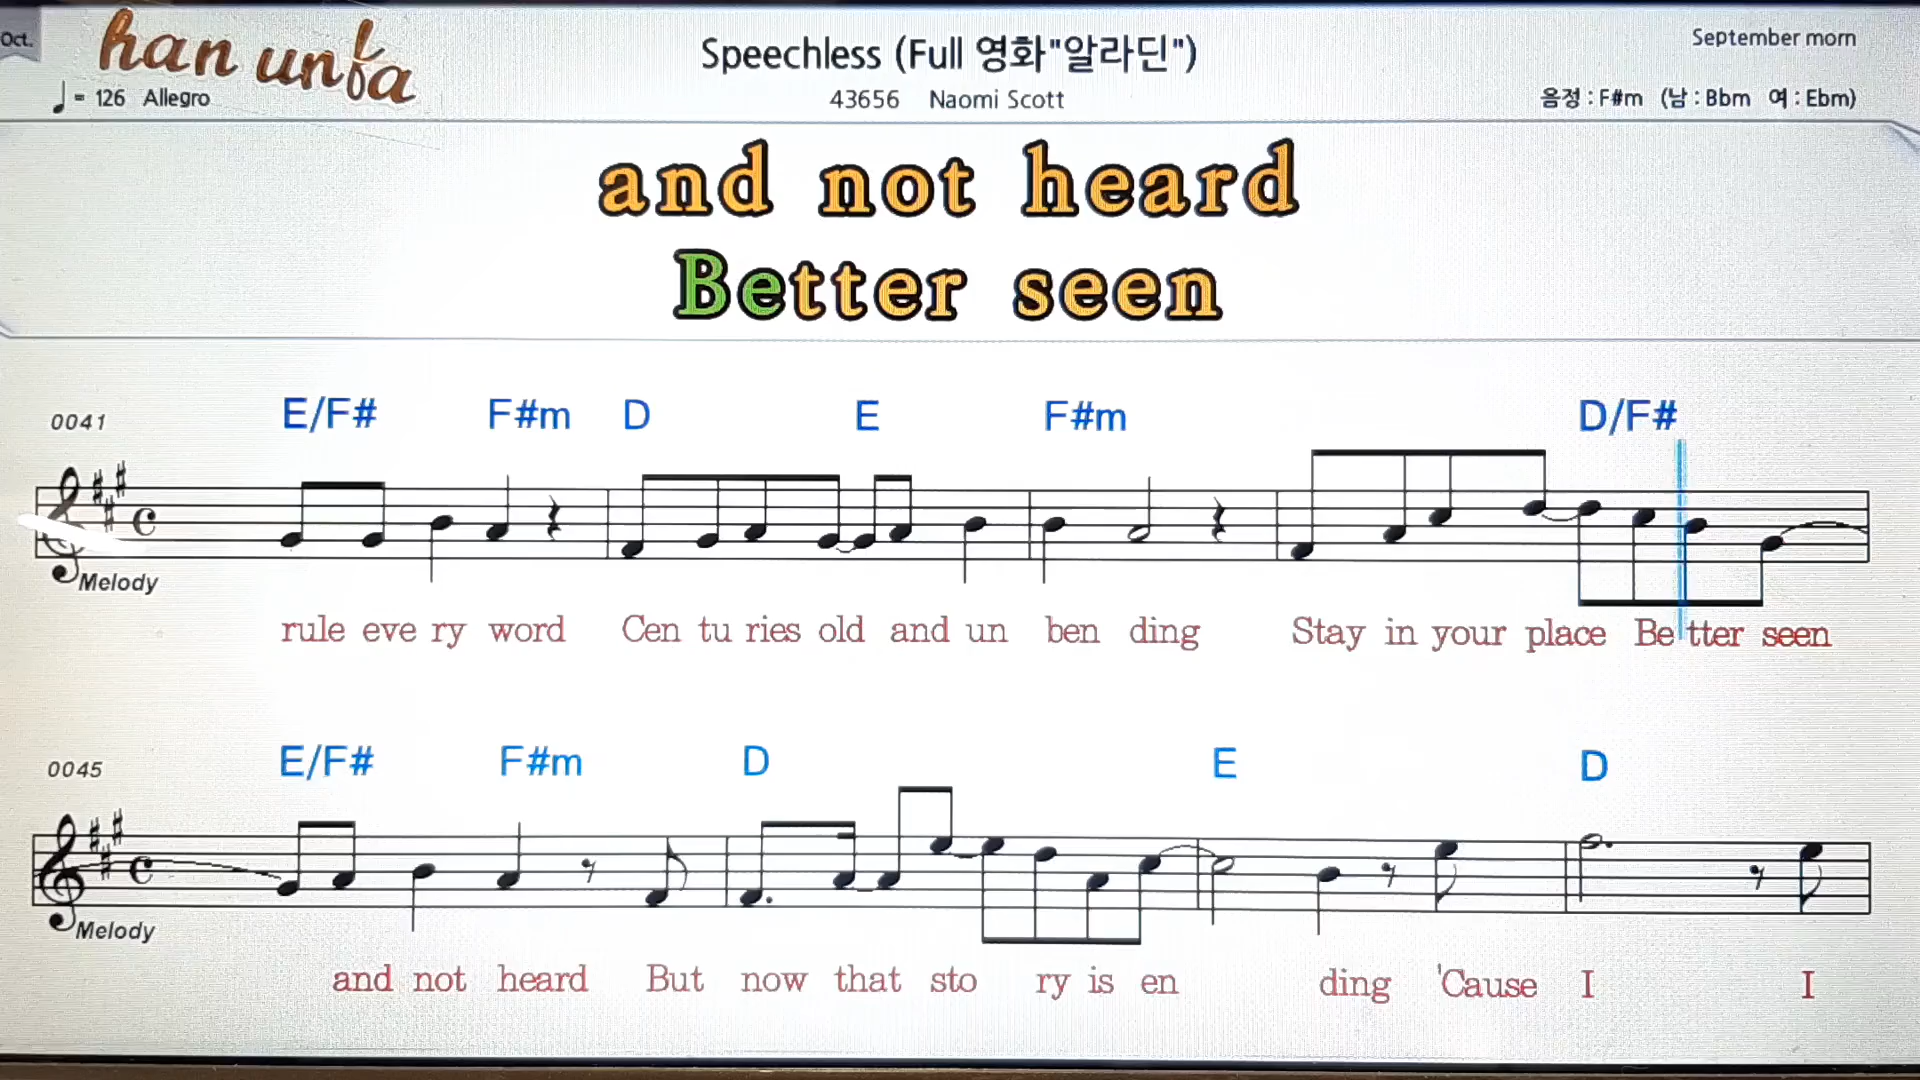 Oct.
han unfa
Speechless (Full 영화"알라딘")
September morn
♩= 126 Allegro
43656 Naomi Scott
음정 : F#m (남 : Bbm 여 : Ebm)
and not heard
Better seen
0041 E/F# F#m D E F#m D/F#
Melody
rule eve ry word Cen tu ries old and un ben ding Stay in your place Be tter seen
0045 E/F# F#m D E D
Melody
and not heard But now that sto ry is en ding 'Cause I I